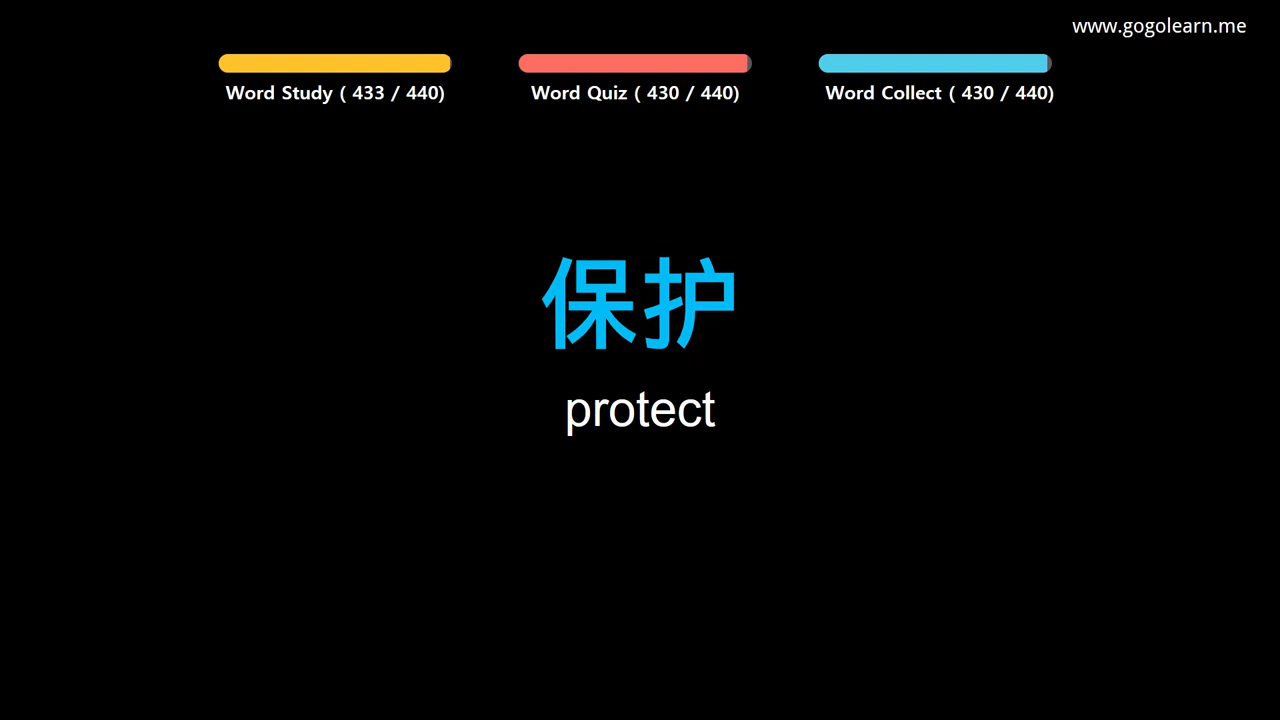 www.gogolearn.me
Word Study ( 433 / 440)
Word Quiz ( 430 / 440)
Word Collect ( 430 / 440)
保护
protect